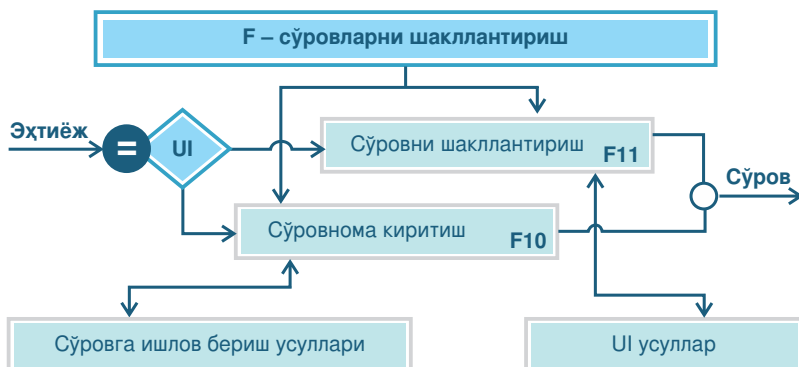 F – сўровларни шакллантириш
Эҳтиёж
=
UI
Сўровни шакллантириш
F11
Сўров
Сўровнома киритиш
F10
Сўровга ишлов бериш усуллари
UI усуллар